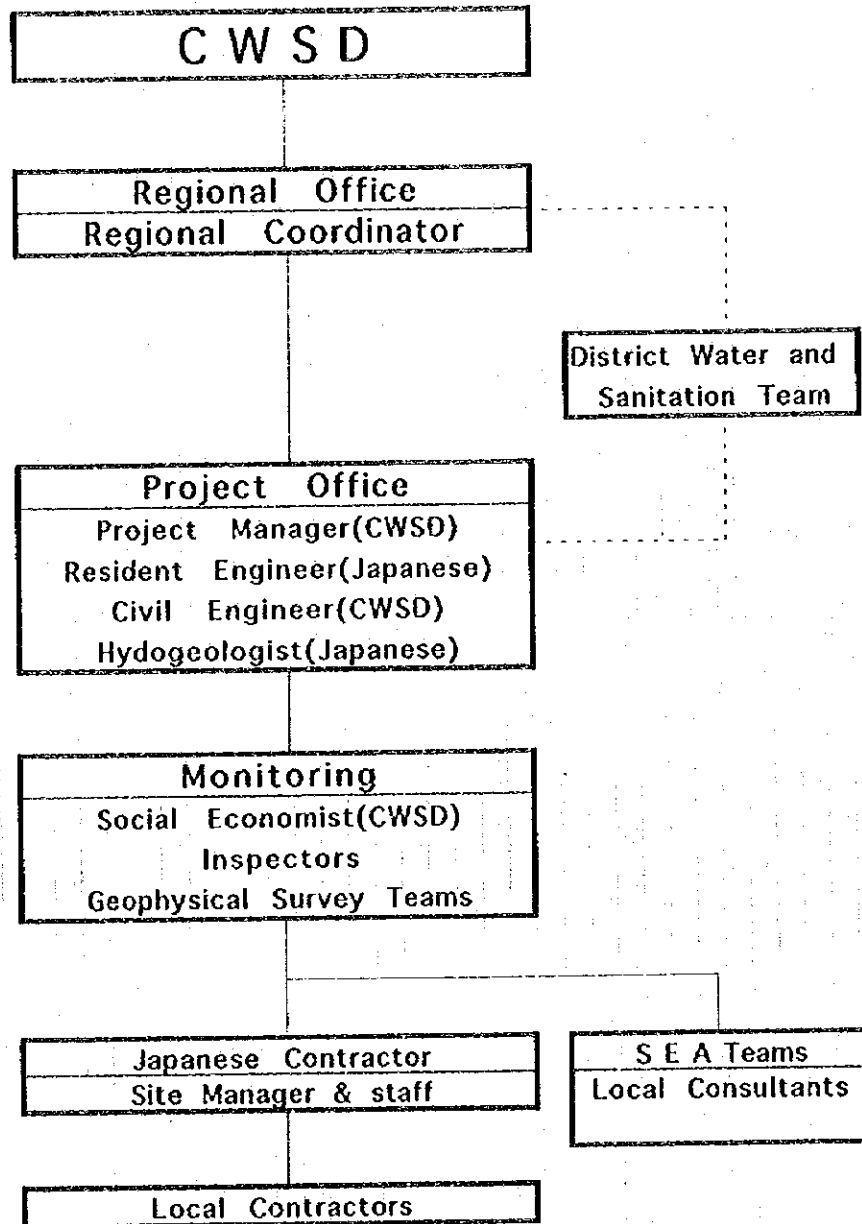 CWSD
Regional Office
Regional Coordinator
District Water and
Sanitation Team
Project Office
Project Manager(CWSD)
Resident Engineer(Japanese)
Civil Engineer(CWSD)
Hydogeologist(Japanese)
Monitoring
Social Economist(CWSD)
Inspectors
Geophysical Survey Teams
Japanese Contractor
Site Manager & staff
SEA Teams
Local Consultants
Local Contractors